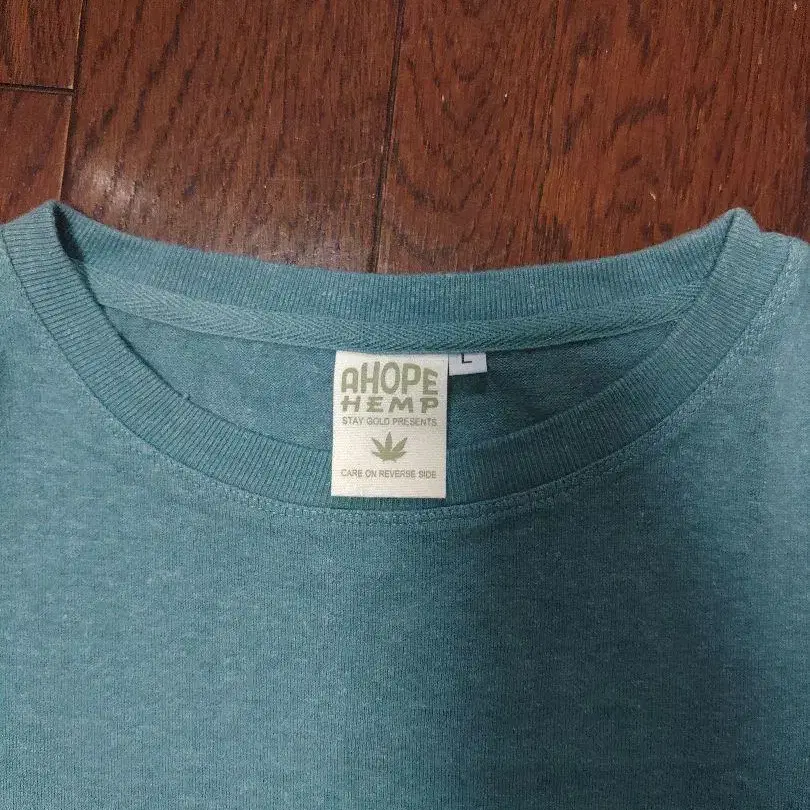 AHOPE
HEMP
STAY GOLD PRESENTS
CARE ON REVERSE SIDE
L